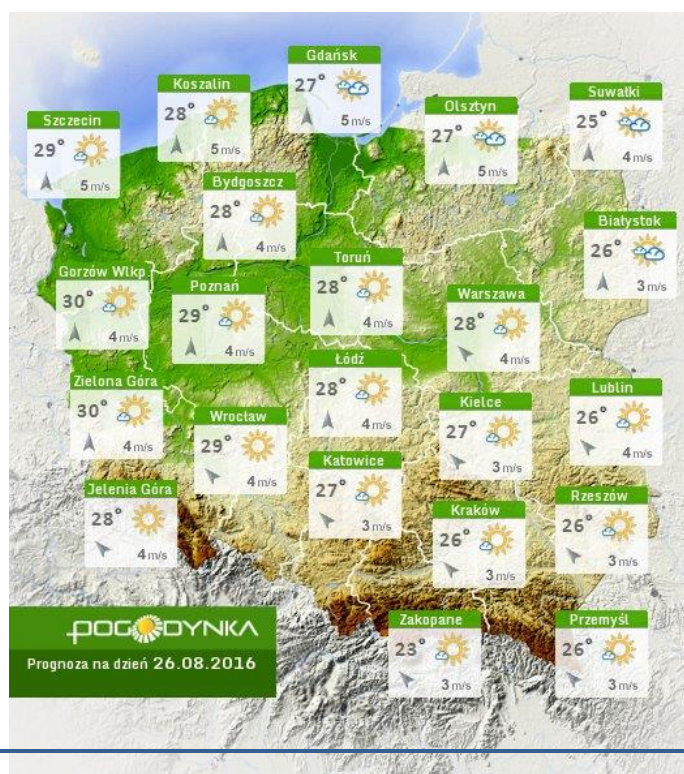 Gdańsk
27°
5 m/s
Koszalin
28°
5 m/s
Suwałki
25°
4 m/s
Olsztyn
27°
5 m/s
Szczecin
29°
5 m/s
Bydgoszcz
28°
4 m/s
Białystok
26°
3 m/s
Toruń
28°
4 m/s
Gorzów Wlkp
30°
4 m/s
Poznań
29°
4 m/s
Warszawa
28°
4 m/s
Łódź
28°
4 m/s
Zielona Góra
30°
4 m/s
Lublin
26°
4 m/s
Kielce
27°
3 m/s
Wrocław
29°
4 m/s
Katowice
27°
3 m/s
Jelenia Góra
28°
4 m/s
Rzeszów
26°
3 m/s
Kraków
26°
3 m/s
Zakopane
23°
3 m/s
Przemyśl
26°
3 m/s
POGODYNKA
Prognoza na dzień 26.08.2016